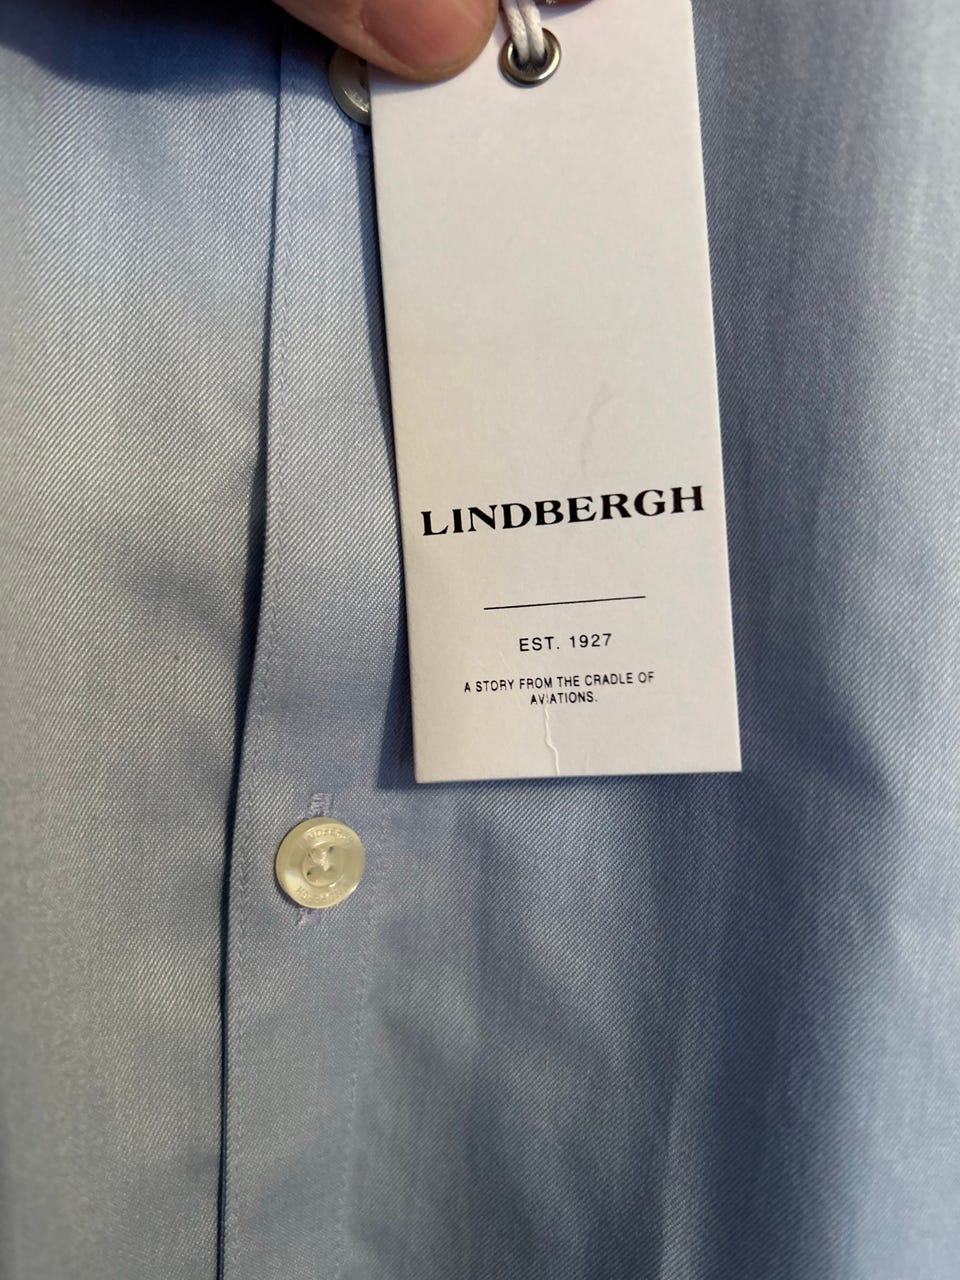 LINDBERGH
EST. 1927
A STORY FROM THE CRADLE OF
AVIATIONS.